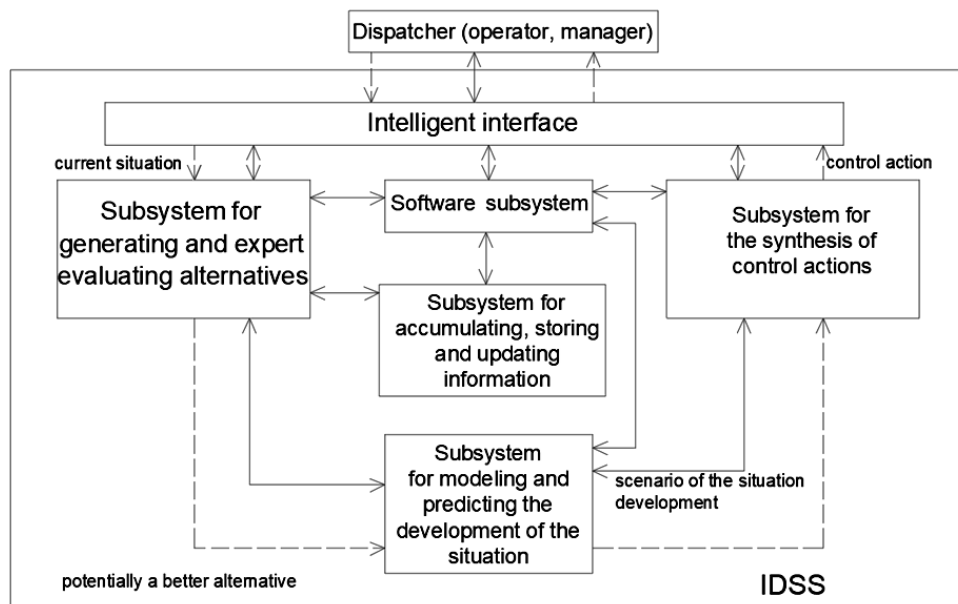 Dispatcher (operator, manager)
Intelligent interface
current situation
control action
Subsystem for
generating and expert
evaluating alternatives
Software subsystem
Subsystem for
the synthesis of
control actions
Subsystem for
accumulating, storing
and updating
information
Subsystem
for modeling and
predicting the
development of the
situation
scenario of the situation
development
potentially a better alternative
IDSS